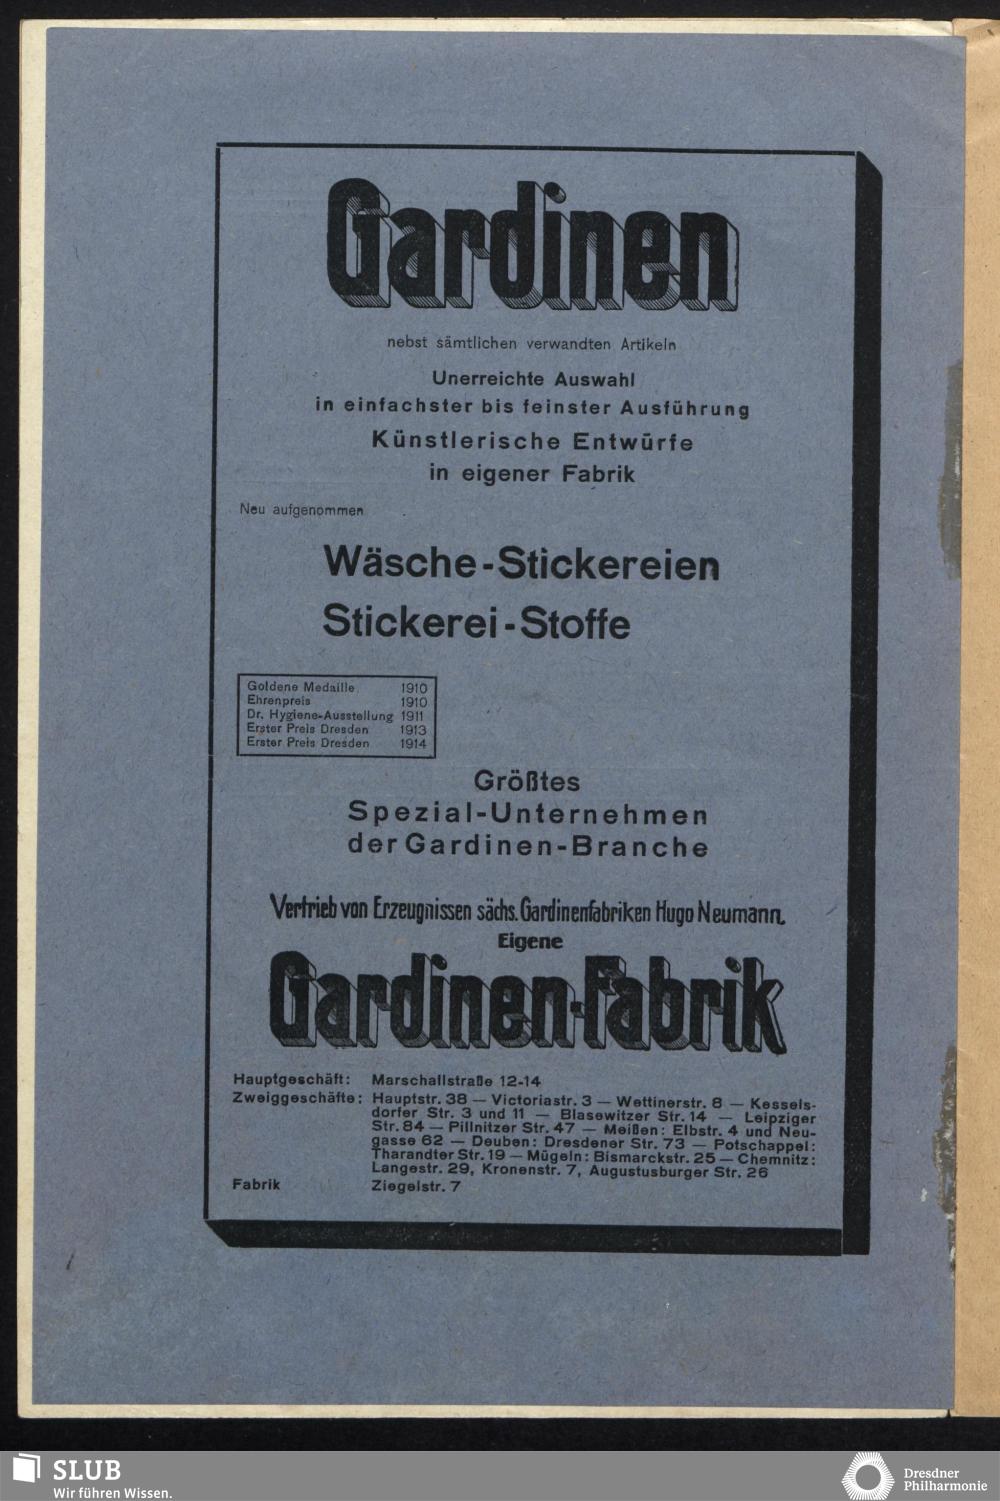 Gardinen
nebst sämtlichen verwandten Artikeln
Unerreichte Auswahl
in einfachster bis feinster Ausführung
Künstlerische Entwürfe
in eigener Fabrik
Neu aufgenommen
Wäsche-Stickereien
Stickerei-Stoffe
Goldene Medaille 1910
Ehrenpreis 1910
Dr. Hygiene-Ausstellung 1911
Erster Preis Dresden 1913
Erster Preis Dresden 1914
Größtes
Spezial-Unternehmen
der Gardinen-Branche
Vertrieb von Erzeugnissen sächs. Gardinenfabriken Hugo Neumann.
Eigene
Gardinen-Fabrik
Hauptgeschäft: Marschallstraße 12-14
Zweiggeschäfte: Hauptstr. 38 — Victoriastr. 3 — Wettinerstr. 8 — Kessels-
dorfer Str. 3 und 11 — Blasewitzer Str. 14 — Leipziger
Str. 84 — Pillnitzer Str. 47 — Meißen: Elbstr. 4 und Neu-
gasse 62 — Deuben: Dresdener Str. 73 — Potschappel:
Tharandter Str. 19 — Mügeln: Bismarckstr. 25 — Chemnitz:
Langestr. 29, Kronenstr. 7, Augustusburger Str. 26
Fabrik Ziegelstr. 7
SLUB
Wir führen Wissen.
Dresdner
Philharmonie